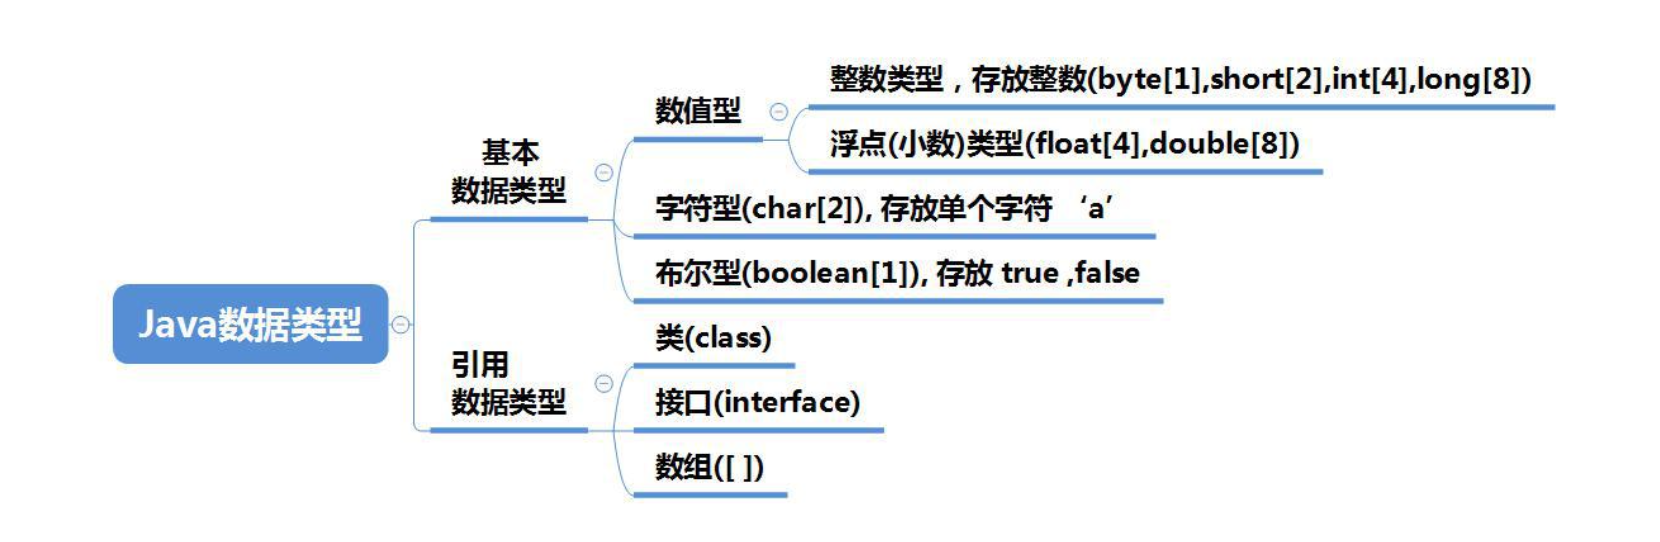 Java数据类型
基本
数据类型
数值型
整数类型，存放整数(byte[1],short[2],int[4],long[8])
浮点(小数)类型(float[4],double[8])
字符型(char[2]), 存放单个字符 ‘a’
布尔型(boolean[1]), 存放 true ,false
引用
数据类型
类(class)
接口(interface)
数组([ ])